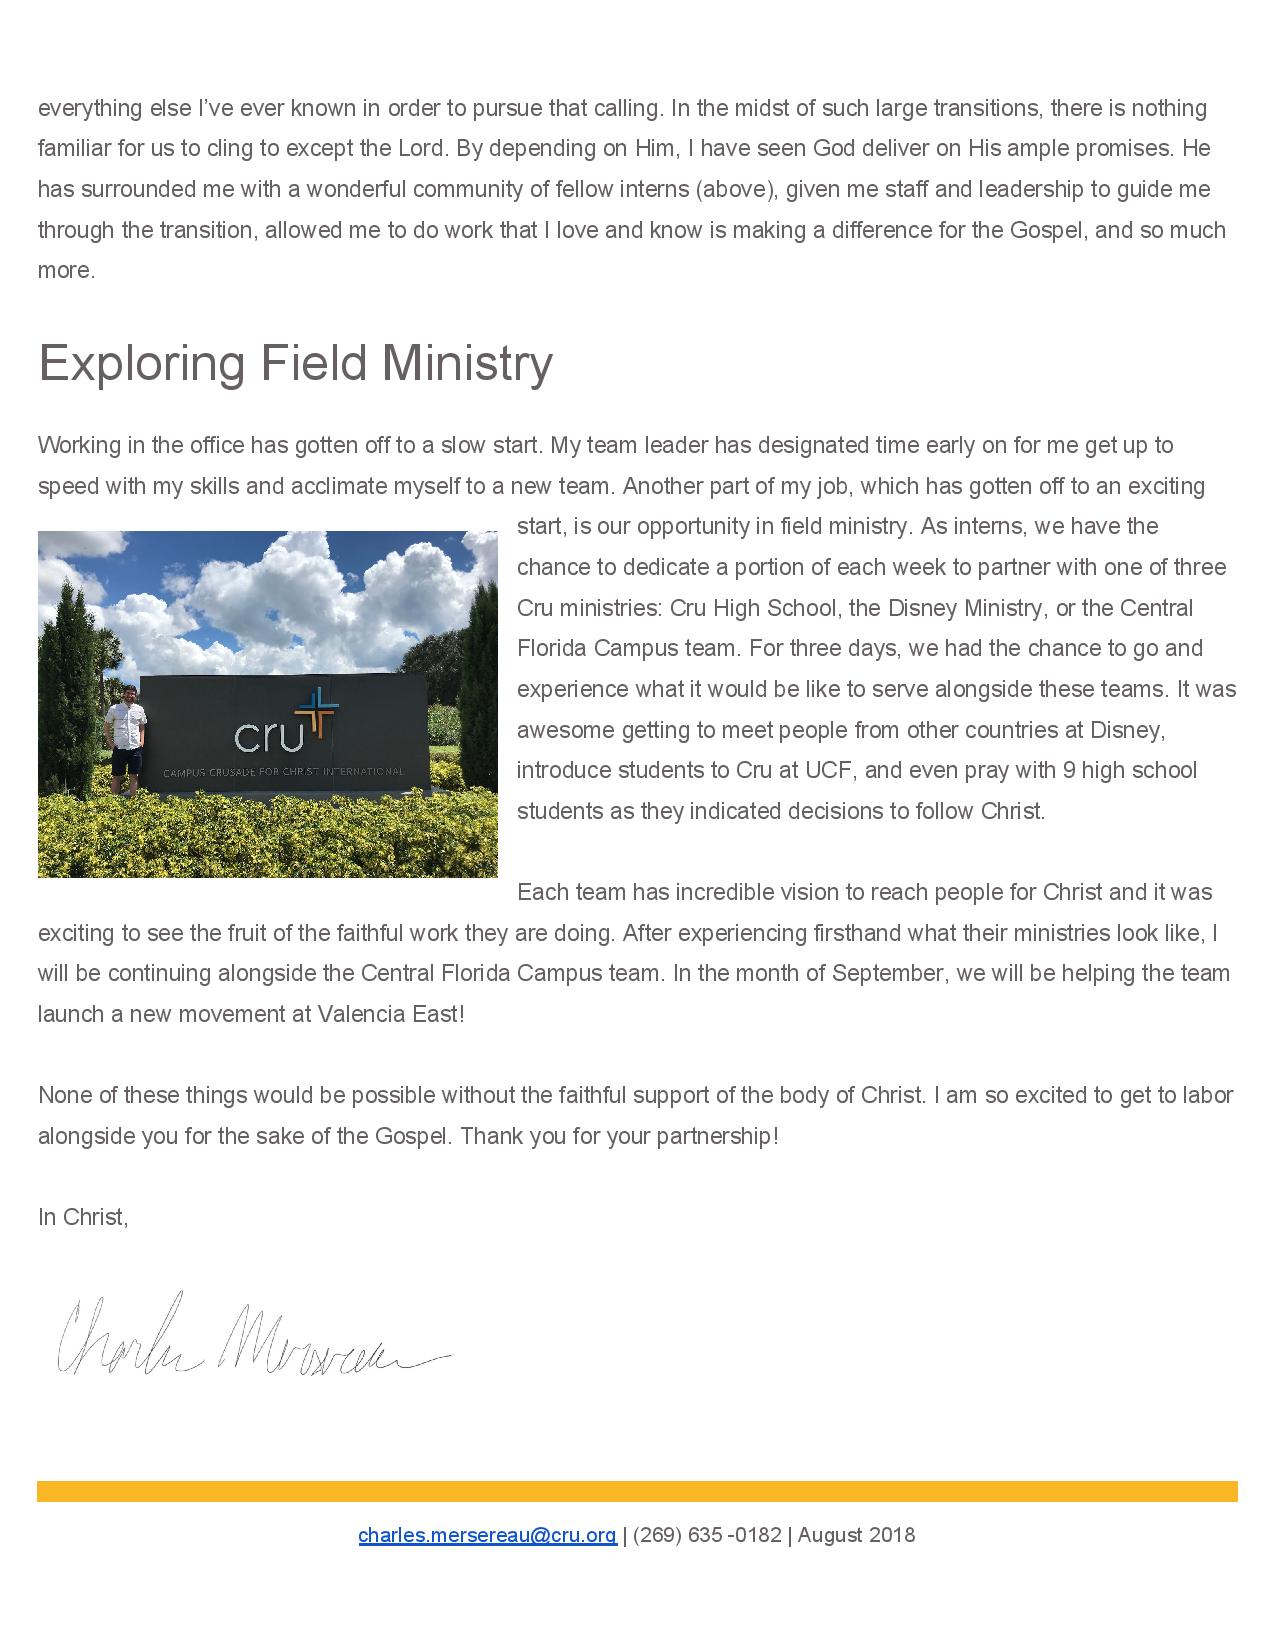 everything else I’ve ever known in order to pursue that calling. In the midst of such large transitions, there is nothing
familiar for us to cling to except the Lord. By depending on Him, I have seen God deliver on His ample promises. He
has surrounded me with a wonderful community of fellow interns (above), given me staff and leadership to guide me
through the transition, allowed me to do work that I love and know is making a difference for the Gospel, and so much
more.
Exploring Field Ministry
Working in the office has gotten off to a slow start. My team leader has designated time early on for me get up to
speed with my skills and acclimate myself to a new team. Another part of my job, which has gotten off to an exciting
start, is our opportunity in field ministry. As interns, we have the
chance to dedicate a portion of each week to partner with one of three
Cru ministries: Cru High School, the Disney Ministry, or the Central
Florida Campus team. For three days, we had the chance to go and
experience what it would be like to serve alongside these teams. It was
awesome getting to meet people from other countries at Disney,
introduce students to Cru at UCF, and even pray with 9 high school
students as they indicated decisions to follow Christ.
cru
CAMPUS CRUSADE FOR CHRIST INTERNATIONAL
Each team has incredible vision to reach people for Christ and it was
exciting to see the fruit of the faithful work they are doing. After experiencing firsthand what their ministries look like, I
will be continuing alongside the Central Florida Campus team. In the month of September, we will be helping the team
launch a new movement at Valencia East!
None of these things would be possible without the faithful support of the body of Christ. I am so excited to get to labor
alongside you for the sake of the Gospel. Thank you for your partnership!
In Christ,
Charles Mersereau
charles.mersereau@cru.org | (269) 635 -0182 | August 2018